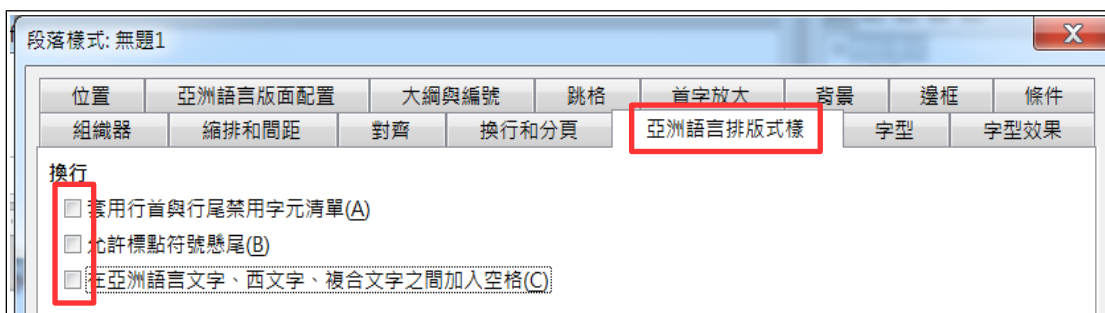 段落樣式: 無題1
位置 亞洲語言版面配置 大綱與編號 跳格 首字放大 背景 邊框 條件
組織器 縮排和間距 對齊 換行和分頁 亞洲語言排版式樣 字型 字型效果
換行
套用行首與行尾禁用字元清單(A)
允許標點符號懸尾(B)
在亞洲語言文字、西文字、複合文字之間加入空格(C)